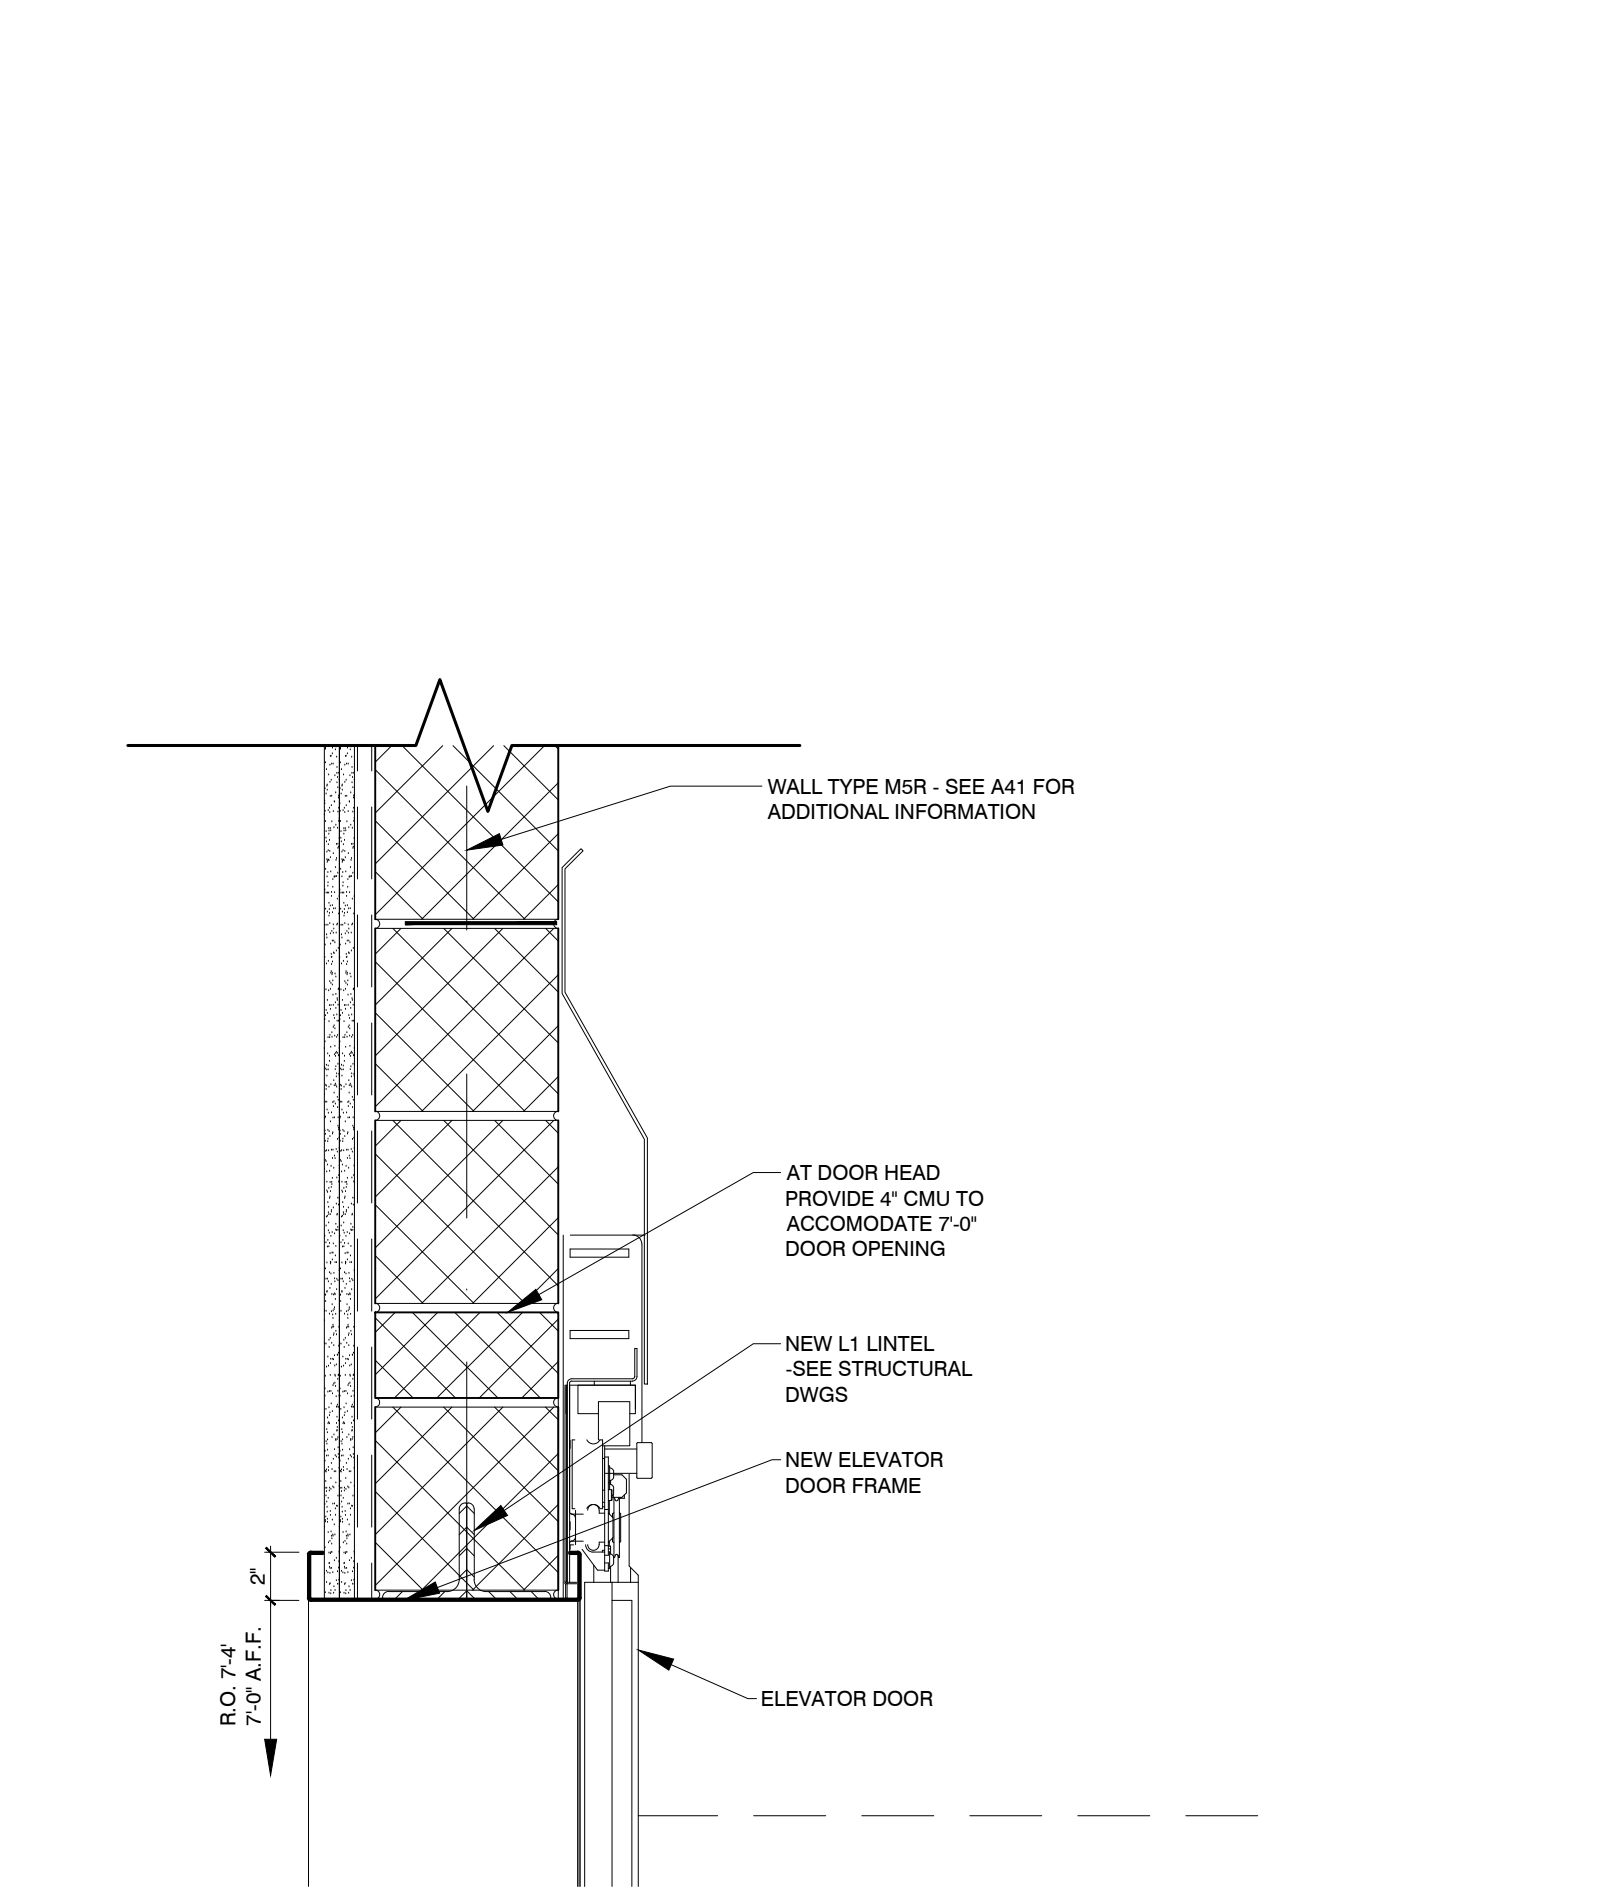 WALL TYPE M5R - SEE A41 FOR
ADDITIONAL INFORMATION
AT DOOR HEAD
PROVIDE 4" CMU TO
ACCOMODATE 7'-0"
DOOR OPENING
NEW L1 LINTEL
-SEE STRUCTURAL
DWGS
NEW ELEVATOR
DOOR FRAME
2"
R.O. 7'-4'
7'-0" A.F.F.
ELEVATOR DOOR